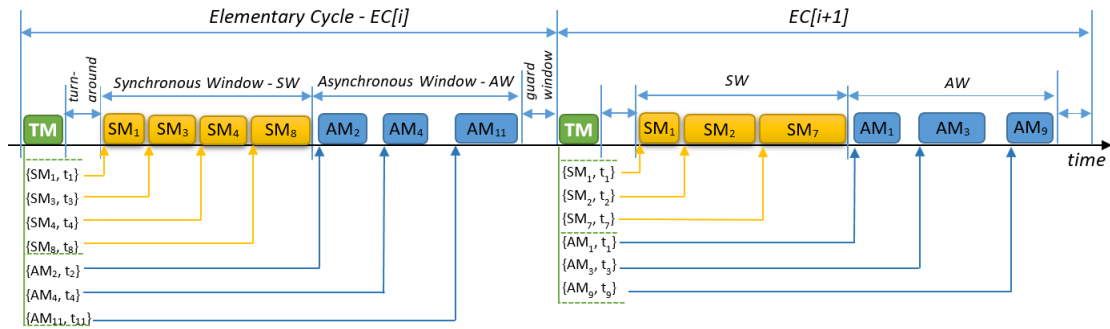 Elementary Cycle - EC[i]
EC[i+1]
turn-
around
Synchronous Window - SW
Asynchronous Window - AW
guard
window
SW
AW
TM
SM₁
SM₃
SM₄
SM₈
AM₂
AM₄
AM₁₁
TM
SM₁
SM₂
SM₇
AM₁
AM₃
AM₉
time
{SM₁, t₁}
{SM₃, t₃}
{SM₄, t₄}
{SM₈, t₈}
{AM₂, t₂}
{AM₄, t₄}
{AM₁₁, t₁₁}
{SM₁, t₁}
{SM₂, t₂}
{SM₇, t₇}
{AM₁, t₁}
{AM₃, t₃}
{AM₉, t₉}